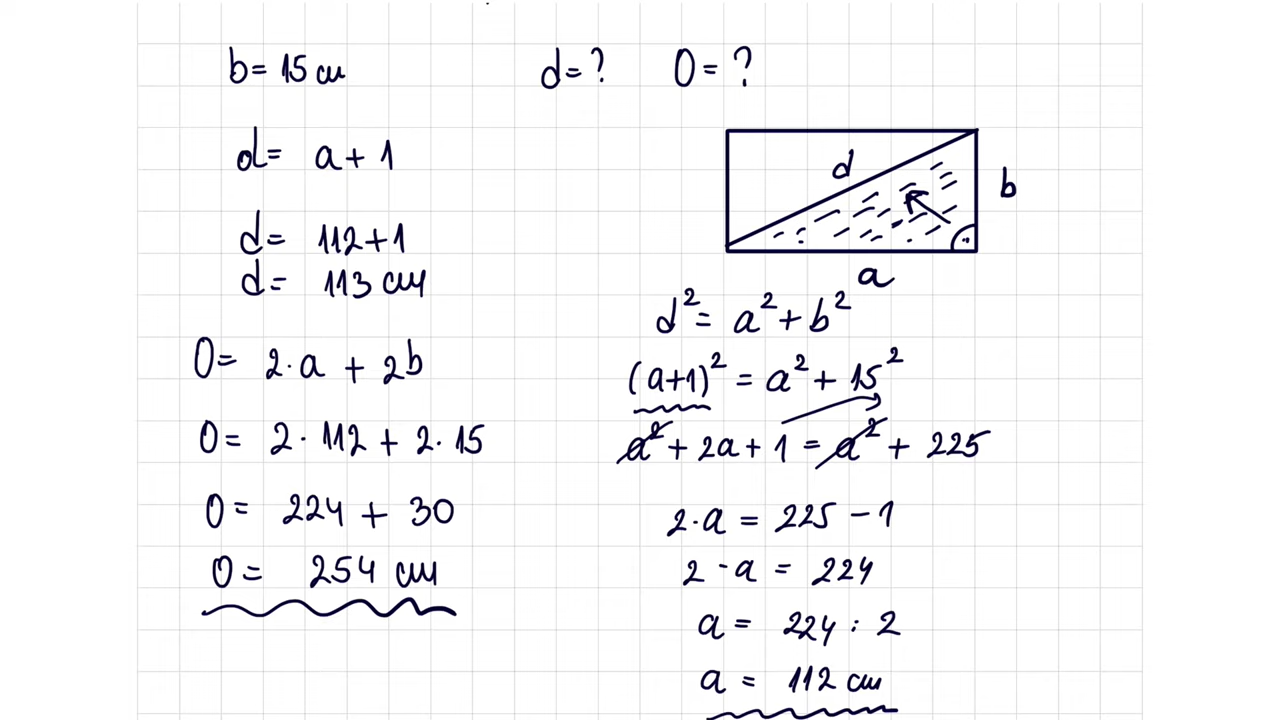 b = 15 cm d = ? O = ?
d = a + 1
d = 112 + 1
d = 113 cm
O = 2 · a + 2b
O = 2 · 112 + 2 · 15
O = 224 + 30
O = 254 cm
d
b
a
d² = a² + b²
(a+1)² = a² + 15²
a² + 2a + 1 = a² + 225
2 · a = 225 - 1
2 · a = 224
a = 224 : 2
a = 112 cm